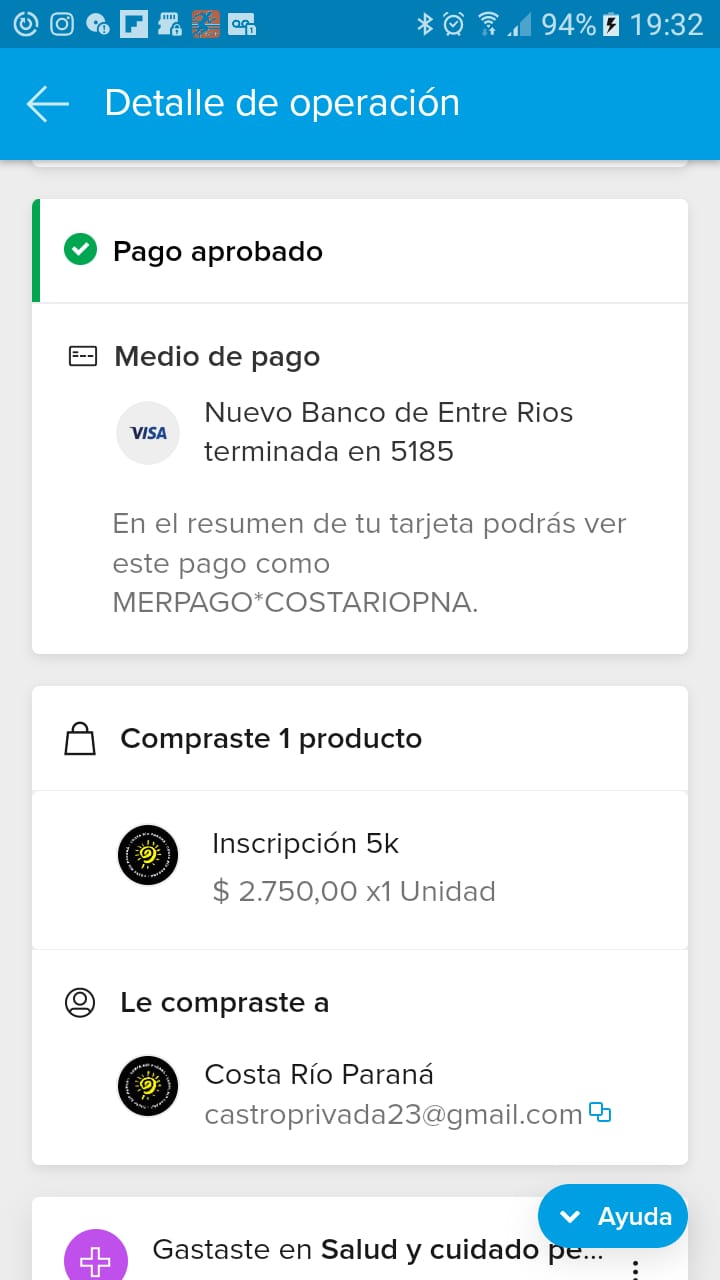 94% 19:32
Detalle de operación
Pago aprobado
Medio de pago
VISA
Nuevo Banco de Entre Rios
terminada en 5185
En el resumen de tu tarjeta podrás ver
este pago como
MERPAGO*COSTARIOPNA.
Compraste 1 producto
Inscripción 5k
$ 2.750,00 x1 Unidad
Le compraste a
Costa Río Paraná
castroprivada23@gmail.com
Ayuda
Gastaste en Salud y cuidado pe...